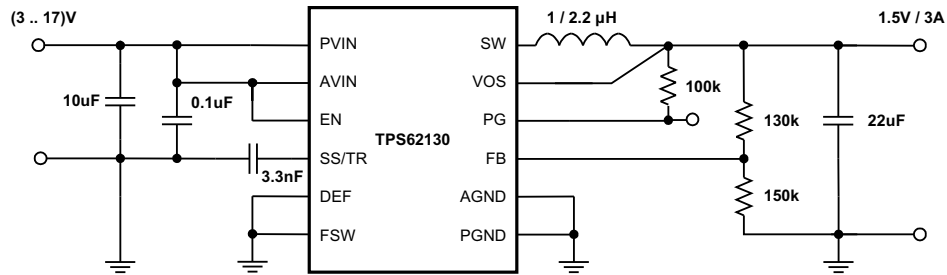 (3 .. 17)V
1 / 2.2 µH
1.5V / 3A
PVIN
SW
AVIN
VOS
10uF
0.1uF
100k
EN
PG
130k
22uF
TPS62130
SS/TR
FB
3.3nF
DEF
AGND
150k
FSW
PGND